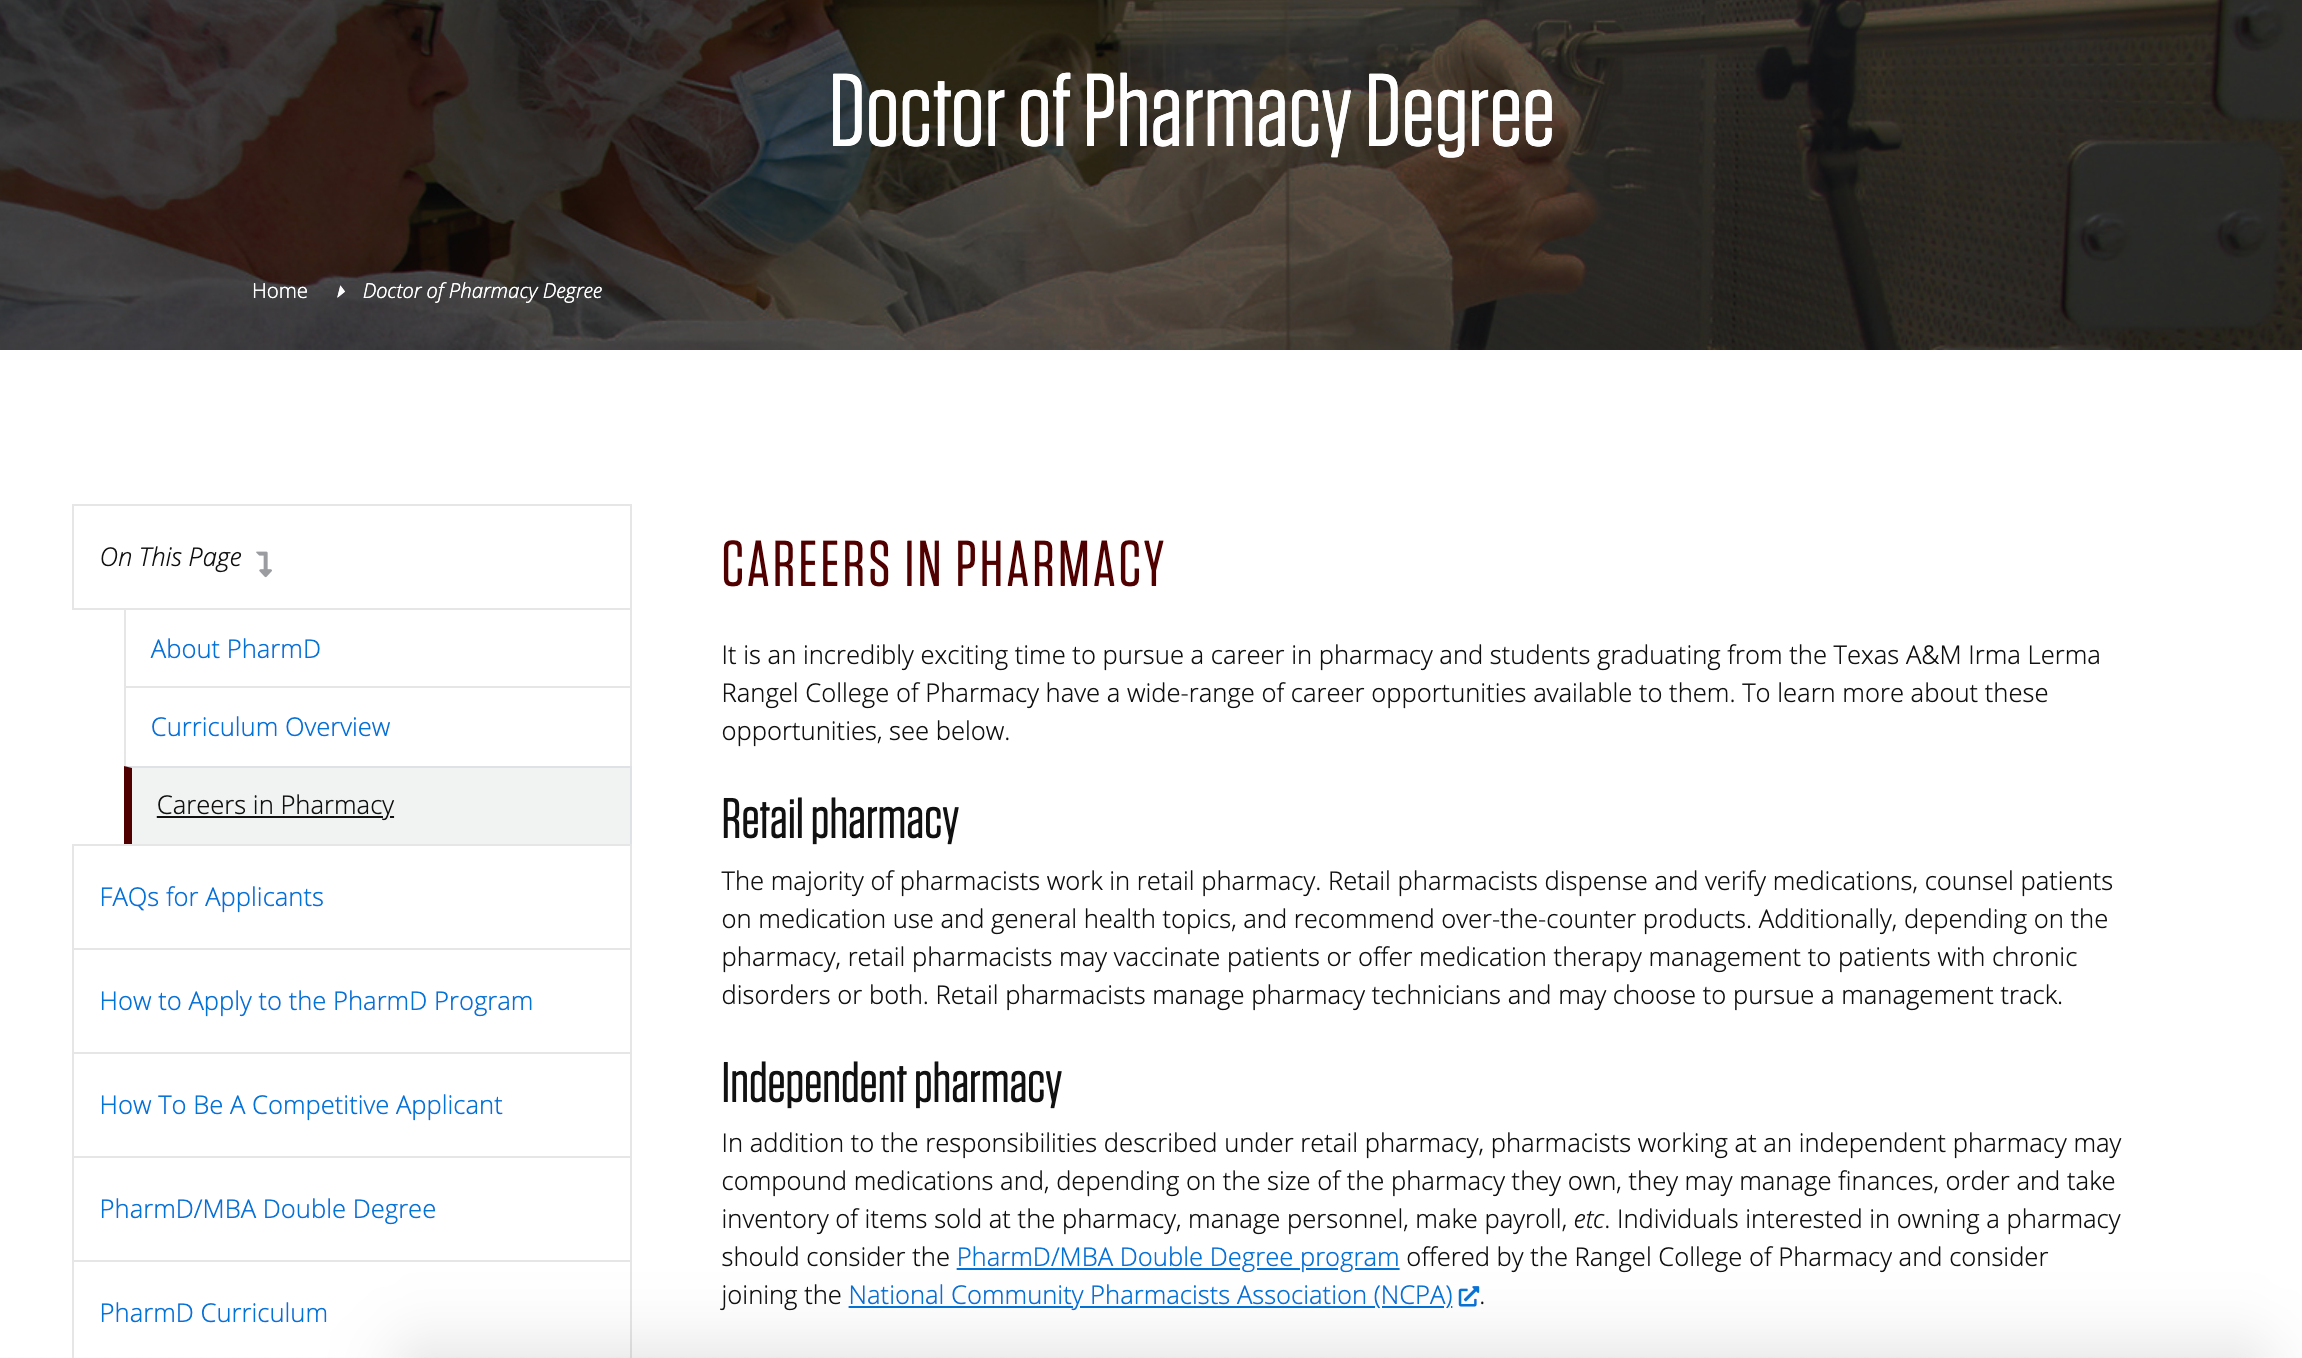 Doctor of Pharmacy Degree
Home
Doctor of Pharmacy Degree
On This Page
About PharmD
Curriculum Overview
Careers in Pharmacy
FAQs for Applicants
How to Apply to the PharmD Program
How To Be A Competitive Applicant
PharmD/MBA Double Degree
PharmD Curriculum
CAREERS IN PHARMACY
It is an incredibly exciting time to pursue a career in pharmacy and students graduating from the Texas A&M Irma Lerma
Rangel College of Pharmacy have a wide-range of career opportunities available to them. To learn more about these
opportunities, see below.
Retail pharmacy
The majority of pharmacists work in retail pharmacy. Retail pharmacists dispense and verify medications, counsel patients
on medication use and general health topics, and recommend over-the-counter products. Additionally, depending on the
pharmacy, retail pharmacists may vaccinate patients or offer medication therapy management to patients with chronic
disorders or both. Retail pharmacists manage pharmacy technicians and may choose to pursue a management track.
Independent pharmacy
In addition to the responsibilities described under retail pharmacy, pharmacists working at an independent pharmacy may
compound medications and, depending on the size of the pharmacy they own, they may manage finances, order and take
inventory of items sold at the pharmacy, manage personnel, make payroll, etc. Individuals interested in owning a pharmacy
should consider the PharmD/MBA Double Degree program offered by the Rangel College of Pharmacy and consider
joining the National Community Pharmacists Association (NCPA).